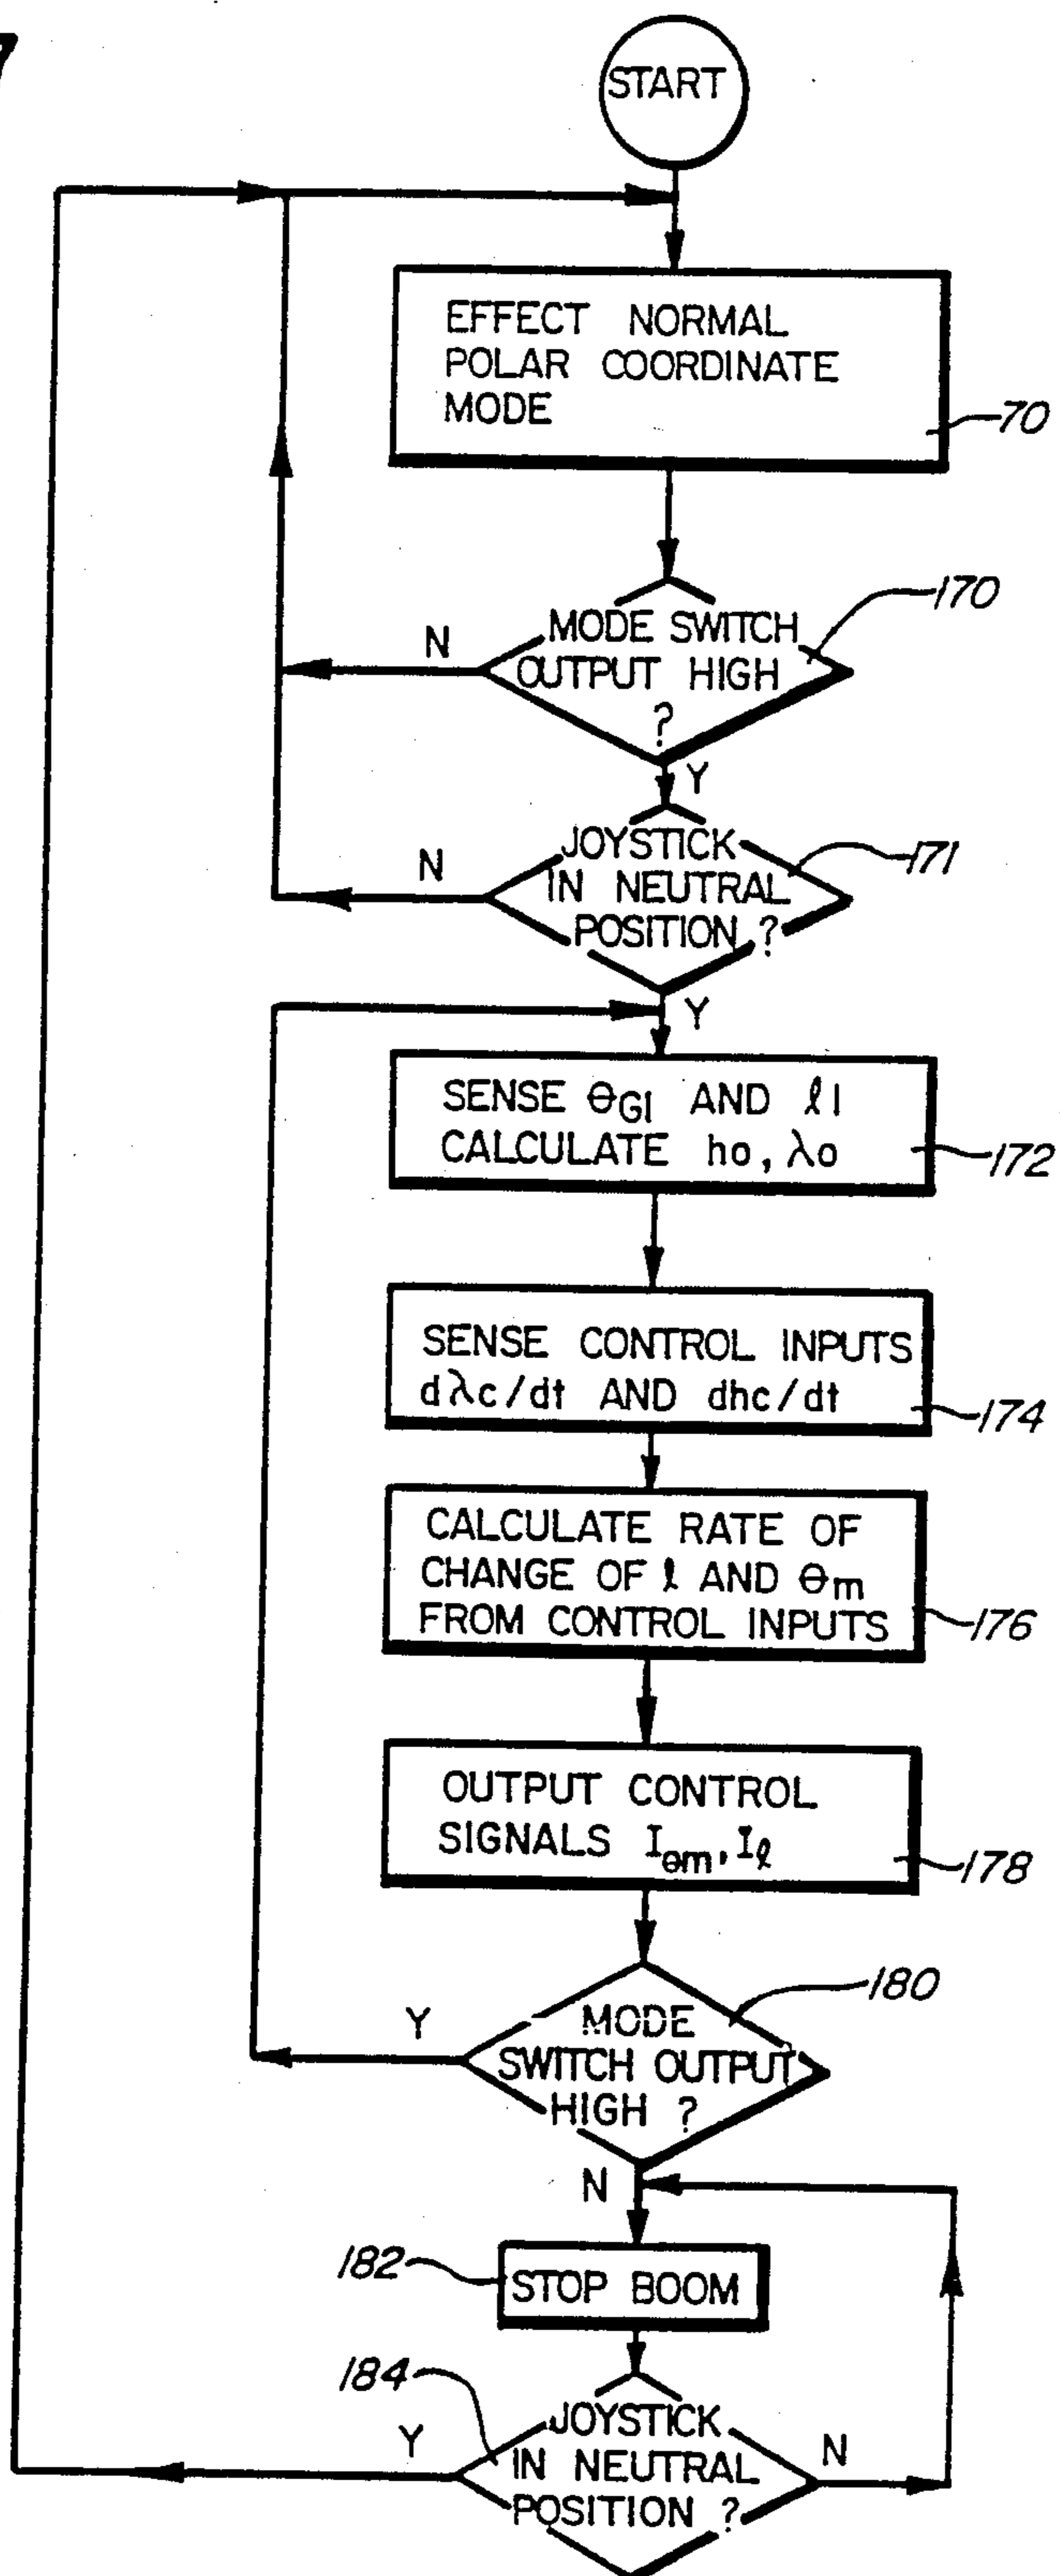 7
START
EFFECT NORMAL
POLAR COORDINATE
MODE
70
MODE SWITCH
OUTPUT HIGH
?
170
N
Y
JOYSTICK
IN NEUTRAL
POSITION ?
171
N
Y
SENSE θGI AND ℓI
CALCULATE ho, λo
172
SENSE CONTROL INPUTS
dλc/dt AND dhc/dt
174
CALCULATE RATE OF
CHANGE OF ℓ AND θm
FROM CONTROL INPUTS
176
OUTPUT CONTROL
SIGNALS Iθm, Iℓ
178
MODE
SWITCH OUTPUT
HIGH ?
180
Y
N
182
STOP BOOM
184
JOYSTICK
IN NEUTRAL
POSITION ?
Y
N